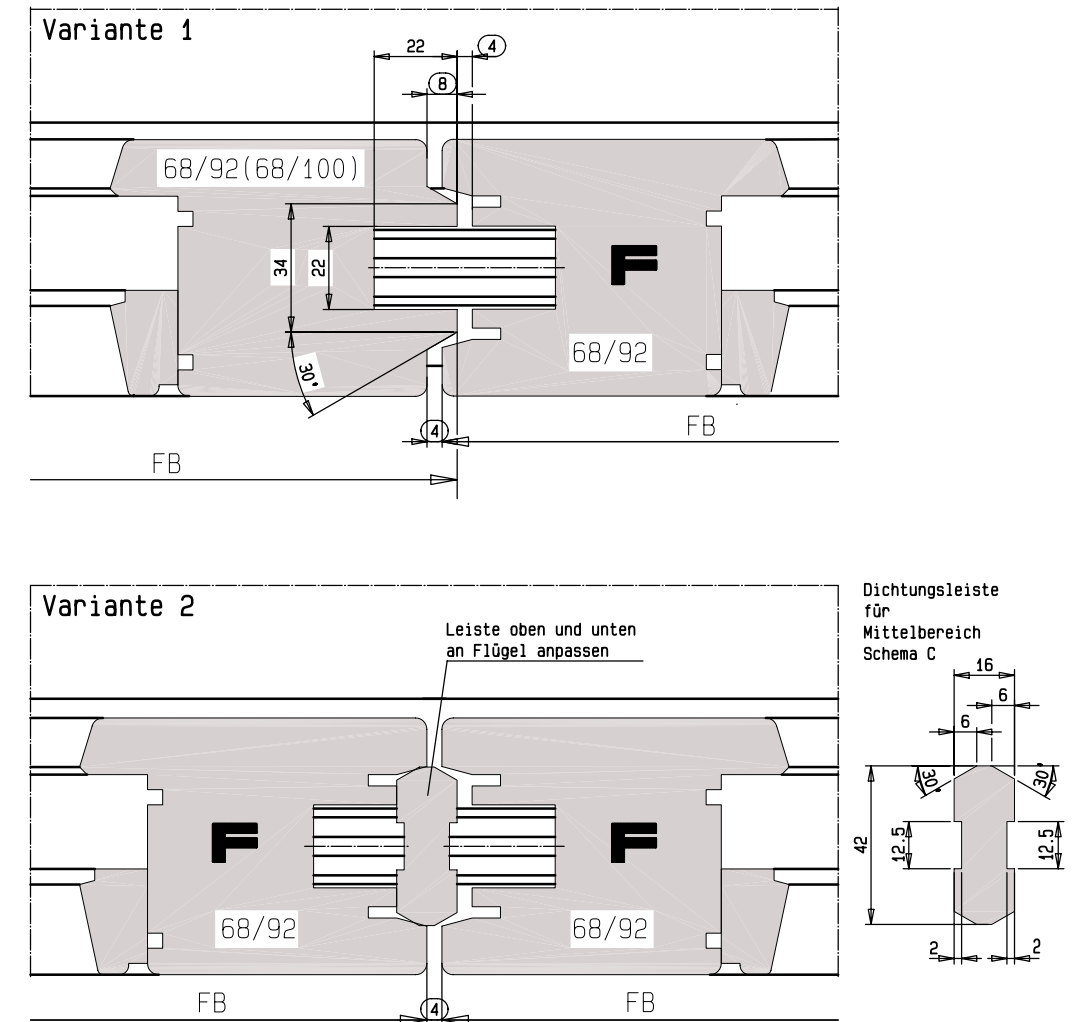 Variante 1
22
4
8
68/92(68/100)
34
22
F
30°
68/92
4
FB
FB
Variante 2
Leiste oben und unten
an Flügel anpassen
F
F
68/92
68/92
FB
4
FB
Dichtungsleiste
für
Mittelbereich
Schema C
16
6
6
30°
30°
42
12.5
12.5
2
2